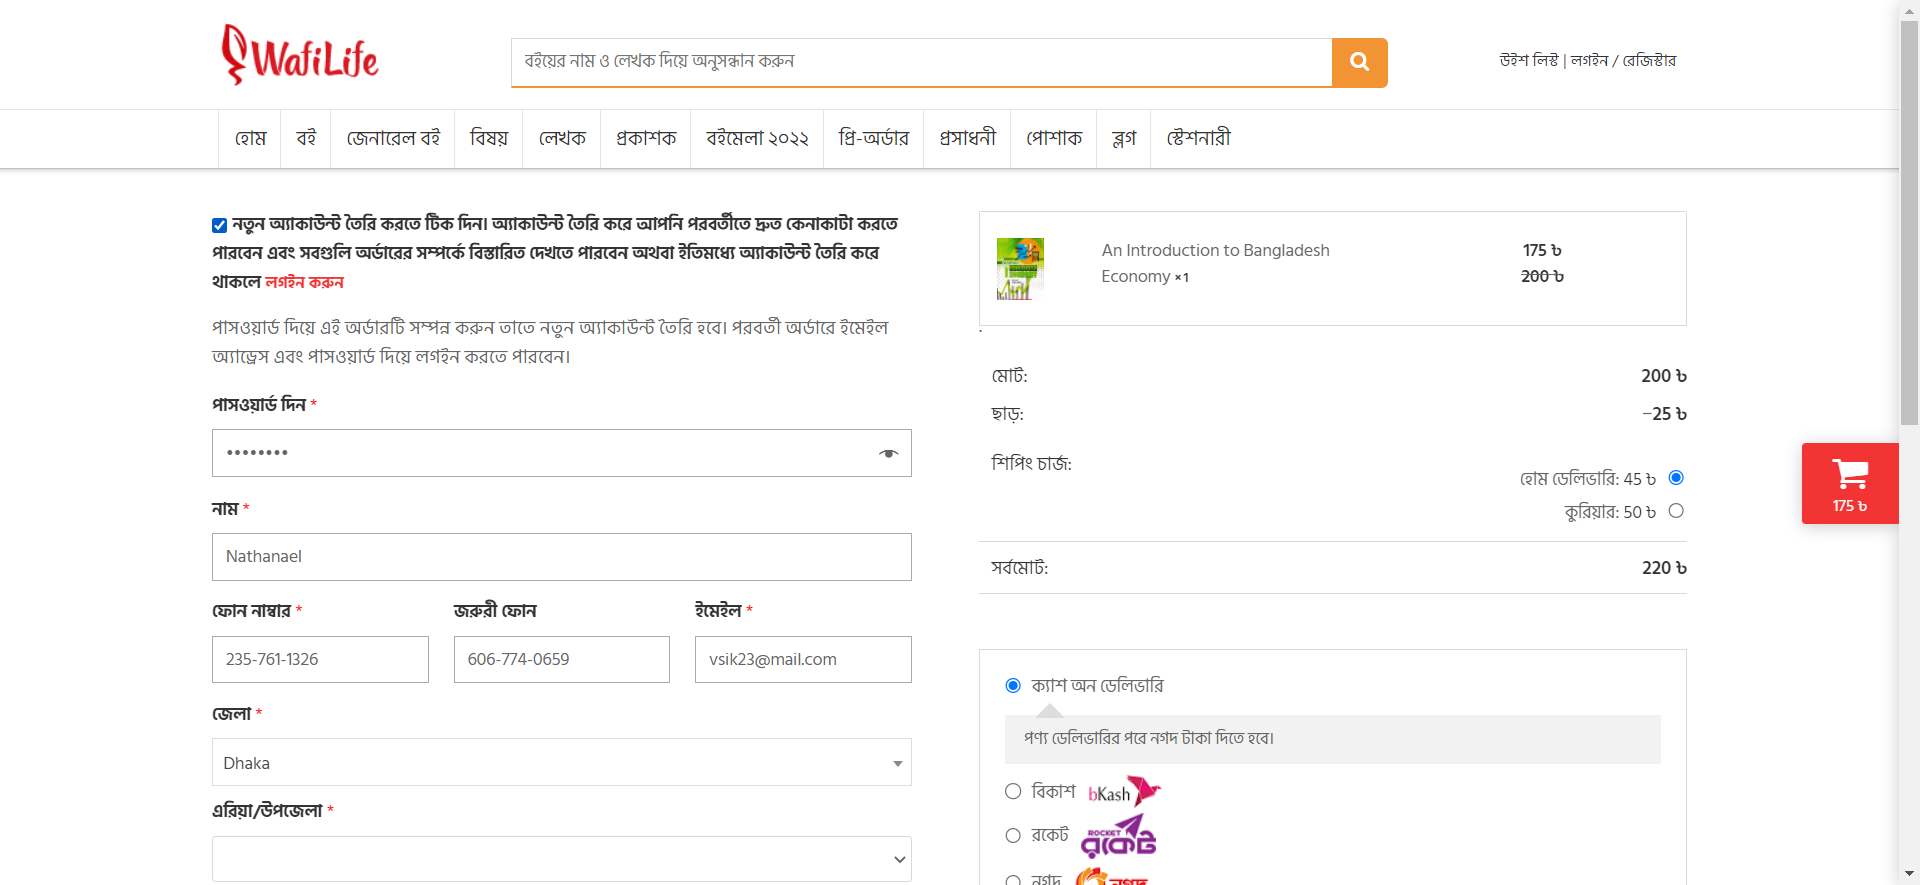 WafiLife
বইয়ের নাম ও লেখক দিয়ে অনুসন্ধান করুন
উইশ লিস্ট | লগইন / রেজিস্টার
হোম বই জেনারেল বই বিষয় লেখক প্রকাশক বইমেলা ২০২২ প্রি-অর্ডার প্রসাধনী পোশাক ব্লগ স্টেশনারী
নতুন অ্যাকাউন্ট তৈরি করতে টিক দিন। অ্যাকাউন্ট তৈরি করে আপনি পরবর্তীতে দ্রুত কেনাকাটা করতে
পারবেন এবং সবগুলি অর্ডারের সম্পর্কে বিস্তারিত দেখতে পারবেন অথবা ইতিমধ্যে অ্যাকাউন্ট তৈরি করে
থাকলে লগইন করুন
পাসওয়ার্ড দিয়ে এই অর্ডারটি সম্পন্ন করুন তাতে নতুন অ্যাকাউন্ট তৈরি হবে। পরবর্তী অর্ডারে ইমেইল
অ্যাড্রেস এবং পাসওয়ার্ড দিয়ে লগইন করতে পারবেন।
পাসওয়ার্ড দিন *
••••••••
নাম *
Nathanael
ফোন নাম্বার * জরুরী ফোন ইমেইল *
235-761-1326 606-774-0659 vsik23@mail.com
জেলা *
Dhaka
এরিয়া/উপজেলা *
An Introduction to Bangladesh 175 ৳
Economy ×1 200 ৳
মোট: 200 ৳
ছাড়: -25 ৳
শিপিং চার্জ:
হোম ডেলিভারি: 45 ৳
কুরিয়ার: 50 ৳
সর্বমোট: 220 ৳
ক্যাশ অন ডেলিভারি
পণ্য ডেলিভারির পরে নগদ টাকা দিতে হবে।
বিকাশ bKash
রকেট ROCKET রকেট
নগদ নগদ
175 ৳